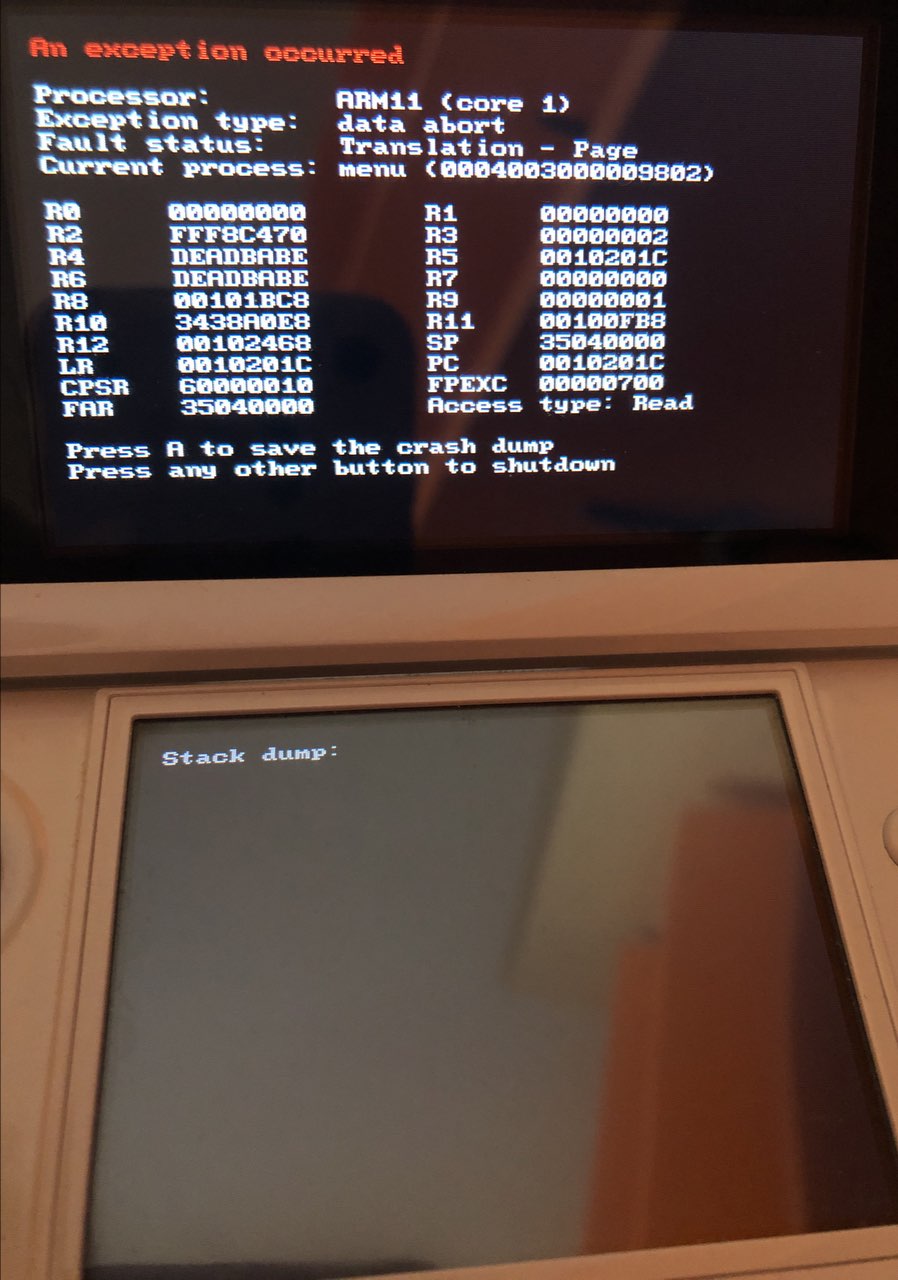 An exception occurred
Processor: ARM11 (core 1)
Exception type: data abort
Fault status: Translation - Page
Current process: menu (0004003000009802)
R0 00000000 R1 00000000
R2 FFF8C470 R3 00000002
R4 DEADBABE R5 0010201C
R6 DEADBABE R7 00000000
R8 00101BC8 R9 00000001
R10 3438A0E8 R11 00100FB8
R12 00102468 SP 35040000
LR 0010201C PC 0010201C
CPSR 60000010 FPEXC 00000700
FAR 35040000 Access type: Read
Press A to save the crash dump
Press any other button to shutdown
Stack dump: